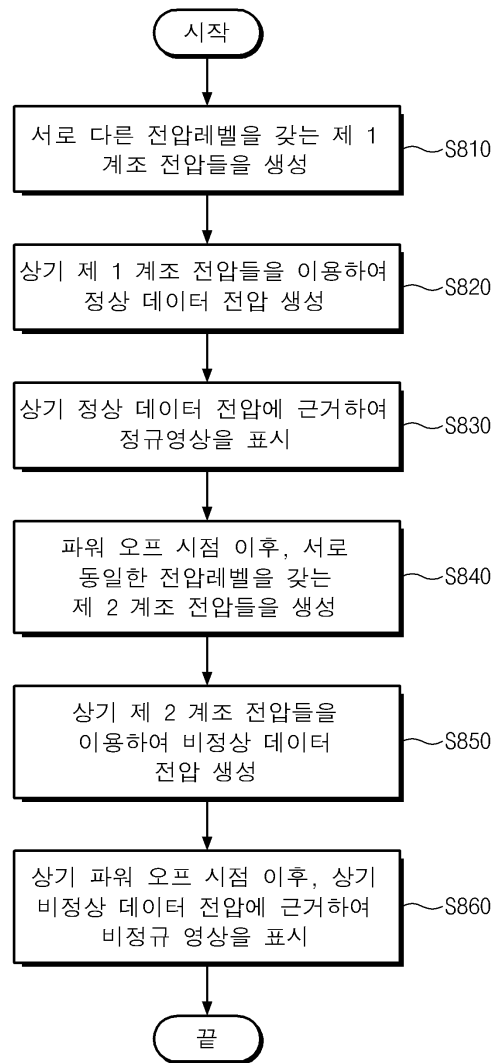 시작
서로 다른 전압레벨을 갖는 제 1
계조 전압들을 생성
S810
상기 제 1 계조 전압들을 이용하여
정상 데이터 전압 생성
S820
상기 정상 데이터 전압에 근거하여
정규영상을 표시
S830
파워 오프 시점 이후, 서로
동일한 전압레벨을 갖는
제 2 계조 전압들을 생성
S840
상기 제 2 계조 전압들을
이용하여 비정상 데이터
전압 생성
S850
상기 파워 오프 시점 이후, 상기
비정상 데이터 전압에 근거하여
비정규 영상을 표시
S860
끝